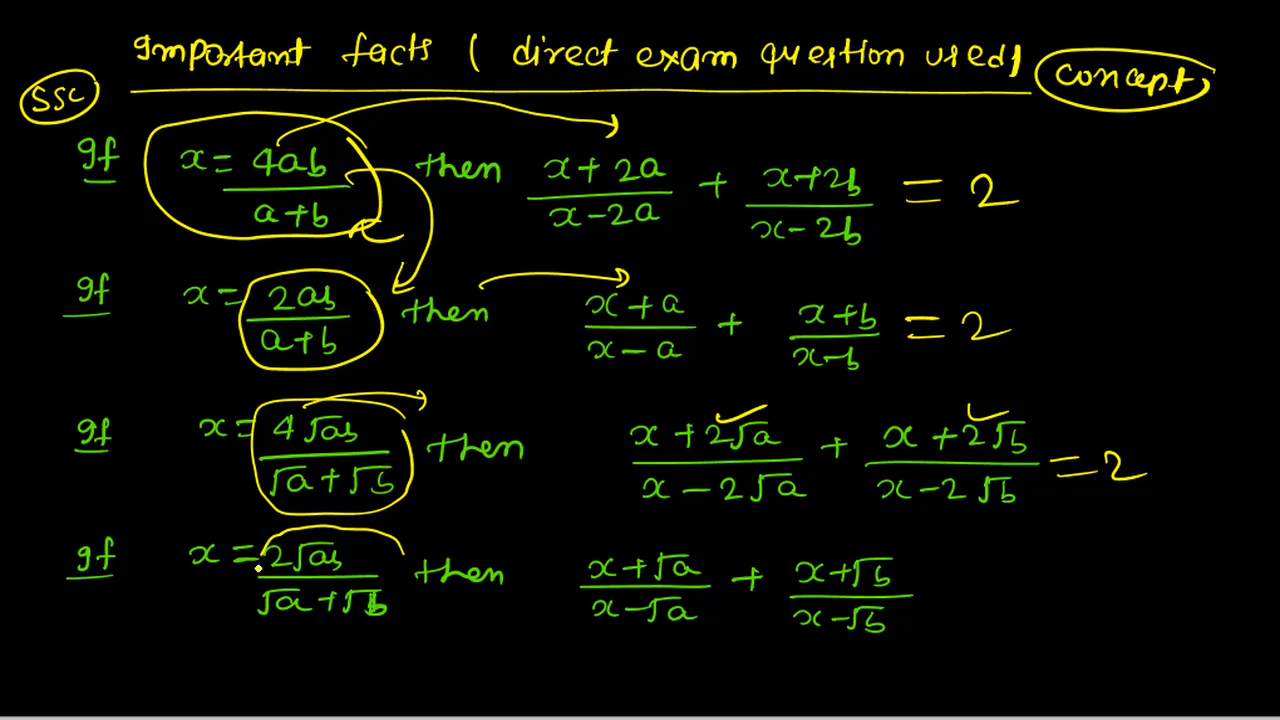 Important facts ( direct exam question used)
concept
SSC
If x = 4ab / a+b then x+2a / x-2a + x+2b / x-2b = 2
If x = 2ab / a+b then x+a / x-a + x+b / x-b = 2
If x = 4√ab / √a+√b then x+2√a / x-2√a + x+2√b / x-2√b = 2
If x = 2√ab / √a+√b then x+√a / x-√a + x+√b / x-√b